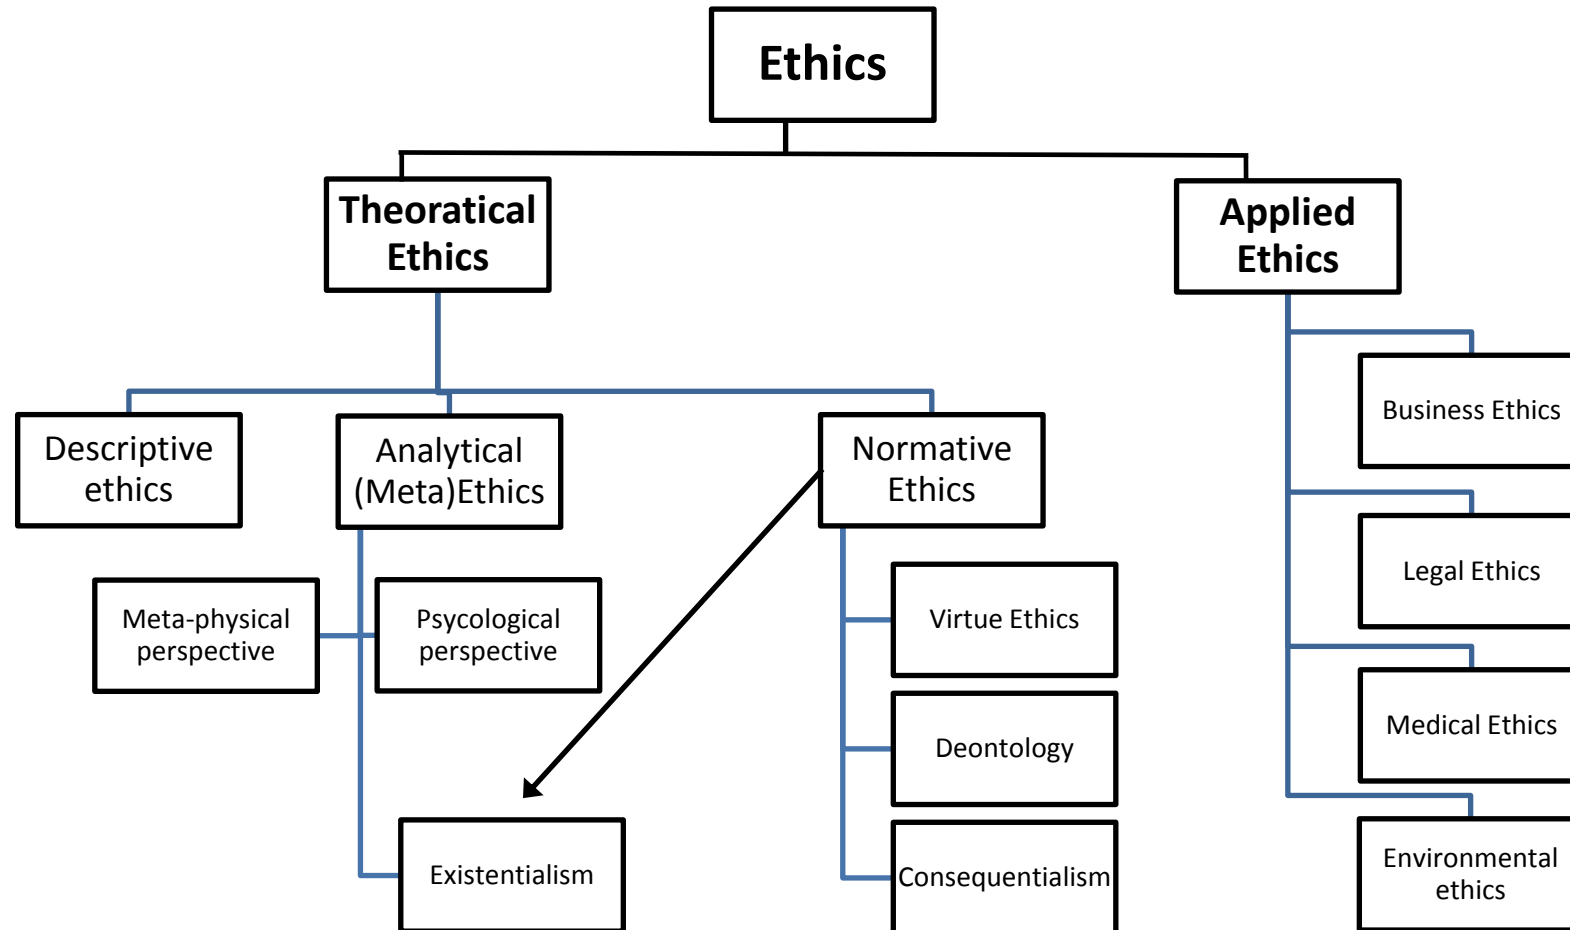 Ethics
Theoratical
Ethics
Applied
Ethics
Descriptive
ethics
Analytical
(Meta)Ethics
Normative
Ethics
Business Ethics
Meta-physical
perspective
Psycological
perspective
Virtue Ethics
Legal Ethics
Deontology
Medical Ethics
Existentialism
Consequentialism
Environmental
ethics